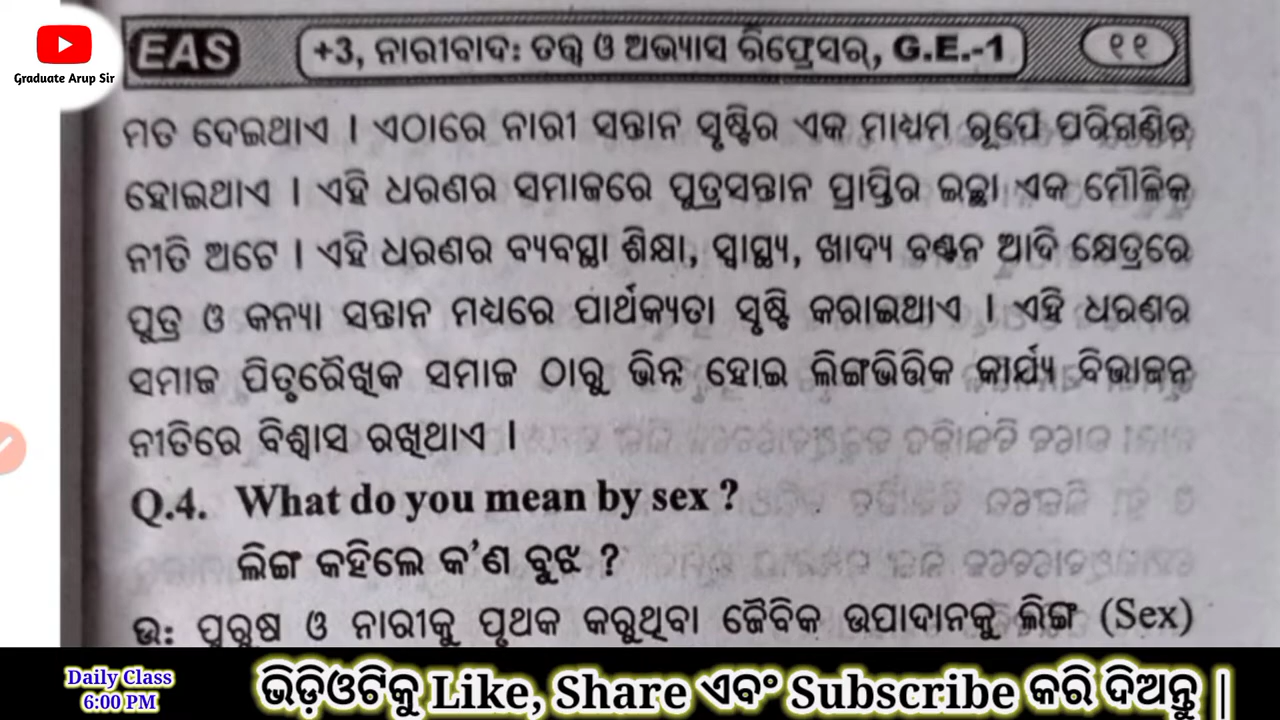 Graduate Arup Sir
EAS +3, ନାରୀବାଦ: ତତ୍ତ୍ୱ ଓ ଅଭ୍ୟାସ ରିଫ୍ରେସର୍, G.E.-1 ୧୧
ମତ ଦେଇଥାଏ । ଏଠାରେ ନାରୀ ସନ୍ତାନ ସୃଷ୍ଟିର ଏକ ମାଧ୍ୟମ ରୂପେ ପରିଗଣିତ
ହୋଇଥାଏ । ଏହି ଧରଣର ସମାଜରେ ପୁତ୍ରସନ୍ତାନ ପ୍ରାପ୍ତିର ଇଚ୍ଛା ଏକ ମୌଳିକ
ନୀତି ଅଟେ । ଏହି ଧରଣର ବ୍ୟବସ୍ଥା ଶିକ୍ଷା, ସ୍ୱାସ୍ଥ୍ୟ, ଖାଦ୍ୟ ବଣ୍ଟନ ଆଦି କ୍ଷେତ୍ରରେ
ପୁତ୍ର ଓ କନ୍ୟା ସନ୍ତାନ ମଧ୍ୟରେ ପାର୍ଥକ୍ୟତା ସୃଷ୍ଟି କରାଇଥାଏ । ଏହି ଧରଣର
ସମାଜ ପିତୃରୈଖିକ ସମାଜ ଠାରୁ ଭିନ୍ନ ହୋଇ ଲିଙ୍ଗଭିତ୍ତିକ କାର୍ଯ୍ୟ ବିଭାଜନ
ନୀତିରେ ବିଶ୍ୱାସ ରଖିଥାଏ ।
Q.4. What do you mean by sex ?
ଲିଙ୍ଗ କହିଲେ କ'ଣ ବୁଝ ?
ଉ: ପୁରୁଷ ଓ ନାରୀକୁ ପୃଥକ କରୁଥିବା ଜୈବିକ ଉପାଦାନକୁ ଲିଙ୍ଗ (Sex)
Daily Class
6:00 PM
ଭିଡ଼ିଓଟିକୁ Like, Share ଏବଂ Subscribe କରି ଦିଅନ୍ତୁ |